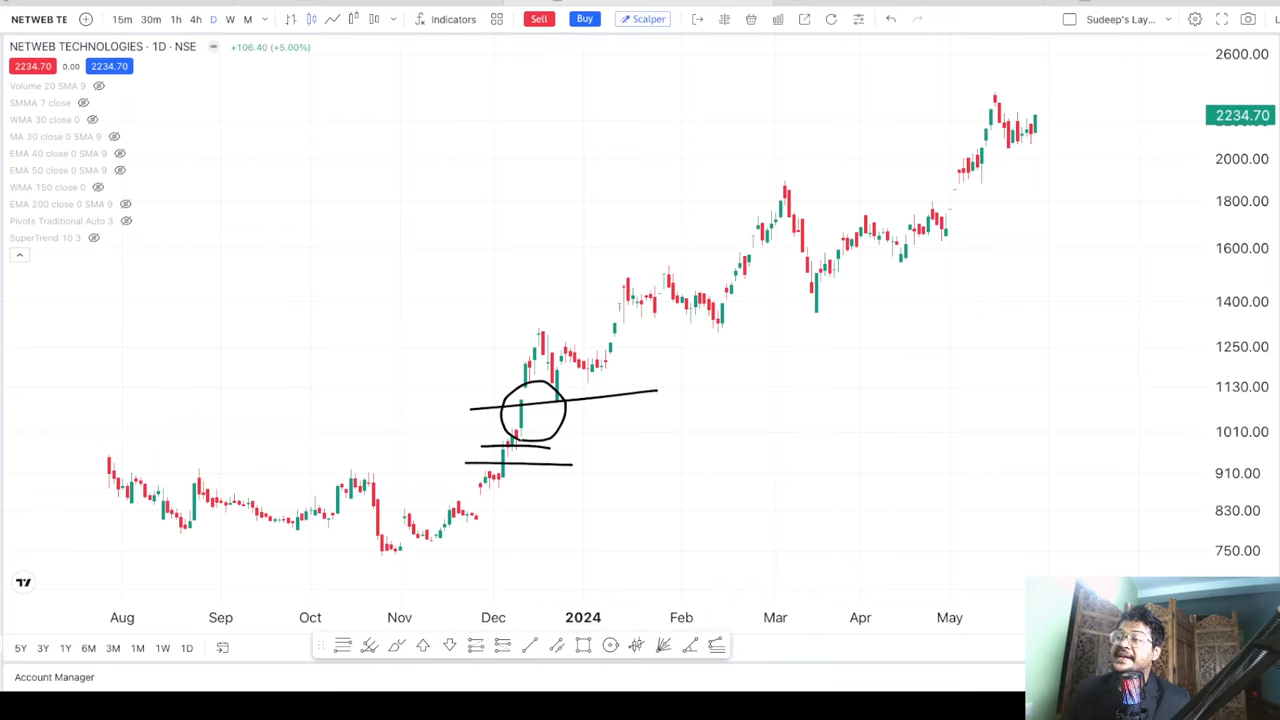 NETWEB TE 15m 30m 1h 4h D W M Indicators Sell Buy Scalper Sudeep's Lay...
NETWEB TECHNOLOGIES · 1D · NSE +106.40 (+5.00%)
2234.70 0.00 2234.70
Volume 20 SMA 9
SMMA 7 close
WMA 30 close 0
MA 30 close 0 SMA 9
EMA 40 close 0 SMA 9
EMA 50 close 0 SMA 9
WMA 150 close 0
EMA 200 close 0 SMA 9
Pivots Traditional Auto 3
SuperTrend 10 3
2600.00
2234.70
2000.00
1800.00
1600.00
1400.00
1250.00
1130.00
1010.00
910.00
830.00
750.00
Aug Sep Oct Nov Dec 2024 Feb Mar Apr May
5Y 3Y 1Y 6M 3M 1M 1W 1D
Account Manager